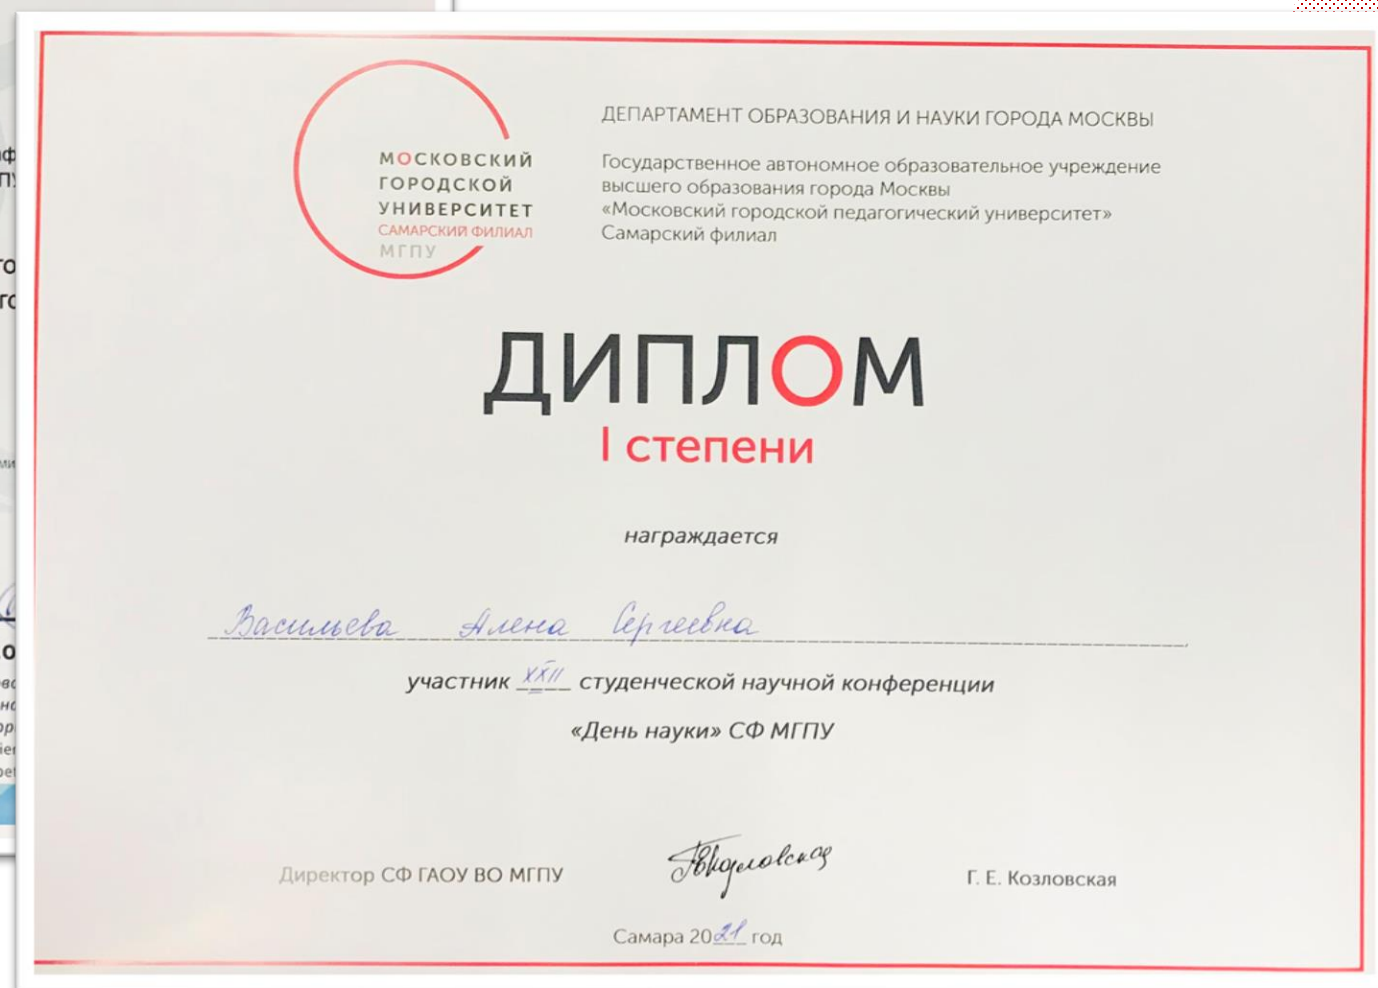 МОСКОВСКИЙ
ГОРОДСКОЙ
УНИВЕРСИТЕТ
САМАРСКИЙ ФИЛИАЛ
МГПУ
ДЕПАРТАМЕНТ ОБРАЗОВАНИЯ И НАУКИ ГОРОДА МОСКВЫ
Государственное автономное образовательное учреждение
высшего образования города Москвы
«Московский городской педагогический университет»
Самарский филиал
ДИПЛОМ
I степени
награждается
Васильева Алена Сергеевна
участник XXII студенческой научной конференции
«День науки» СФ МГПУ
Директор СФ ГАОУ ВО МГПУ
Г. Е. Козловская
Самара 2021 год